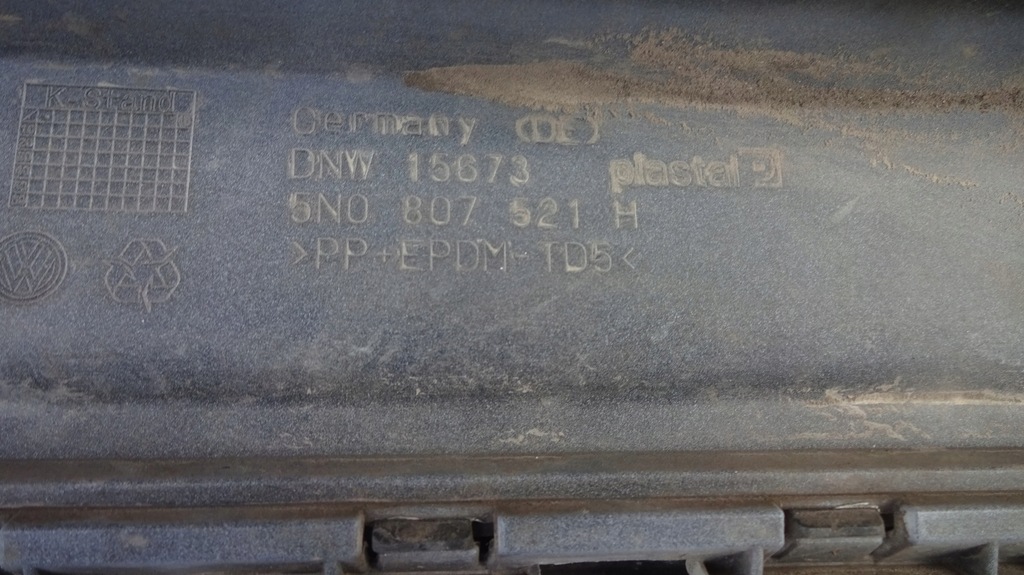 K-Stand
Germany (DE)
DNW 15673
plastal
5N0 807 521 H
>PP+EPDM-TD5<